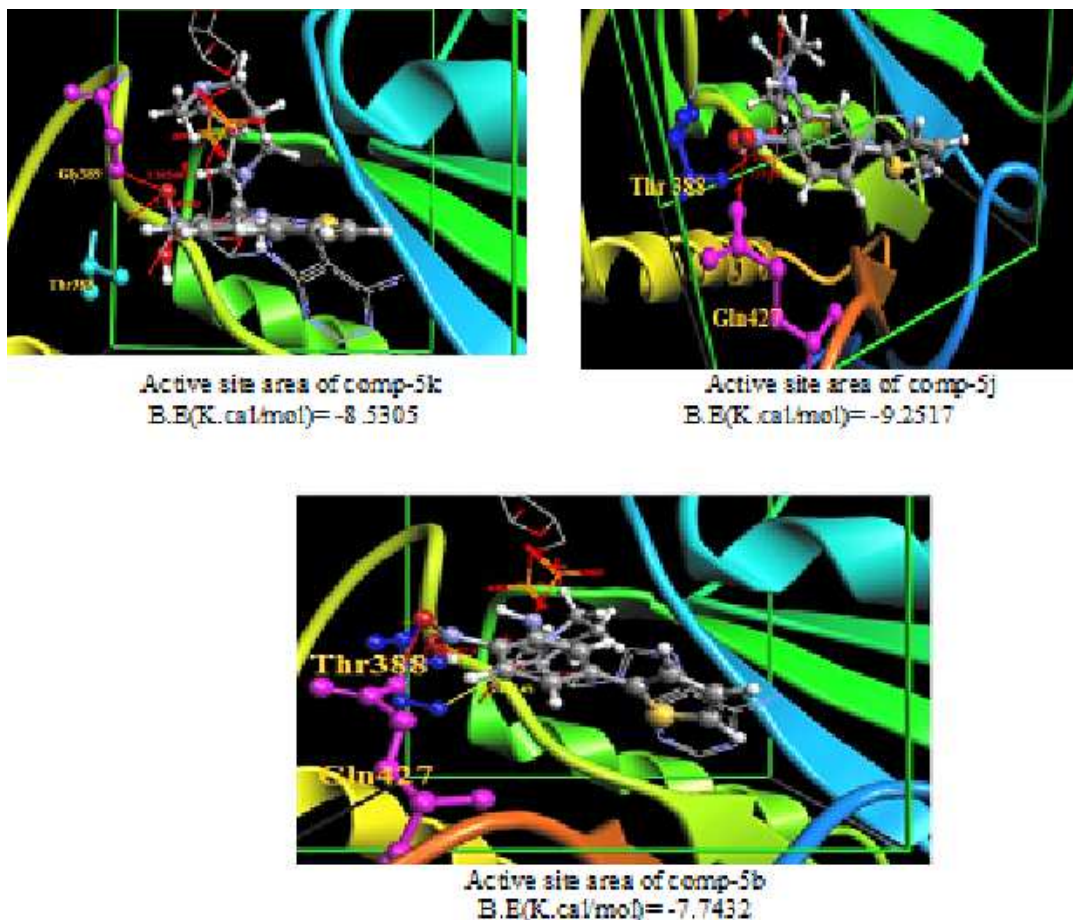 Gly389
Thr388
Active site area of comp-5k
B.E(K.cal/mol)= -8.5305
Thr 388
Gln427
Active site area of comp-5j
B.E(K.cal/mol)= -9.2517
Thr388
Gln427
Active site area of comp-5b
B.E(K.cal/mol)= -7.7432